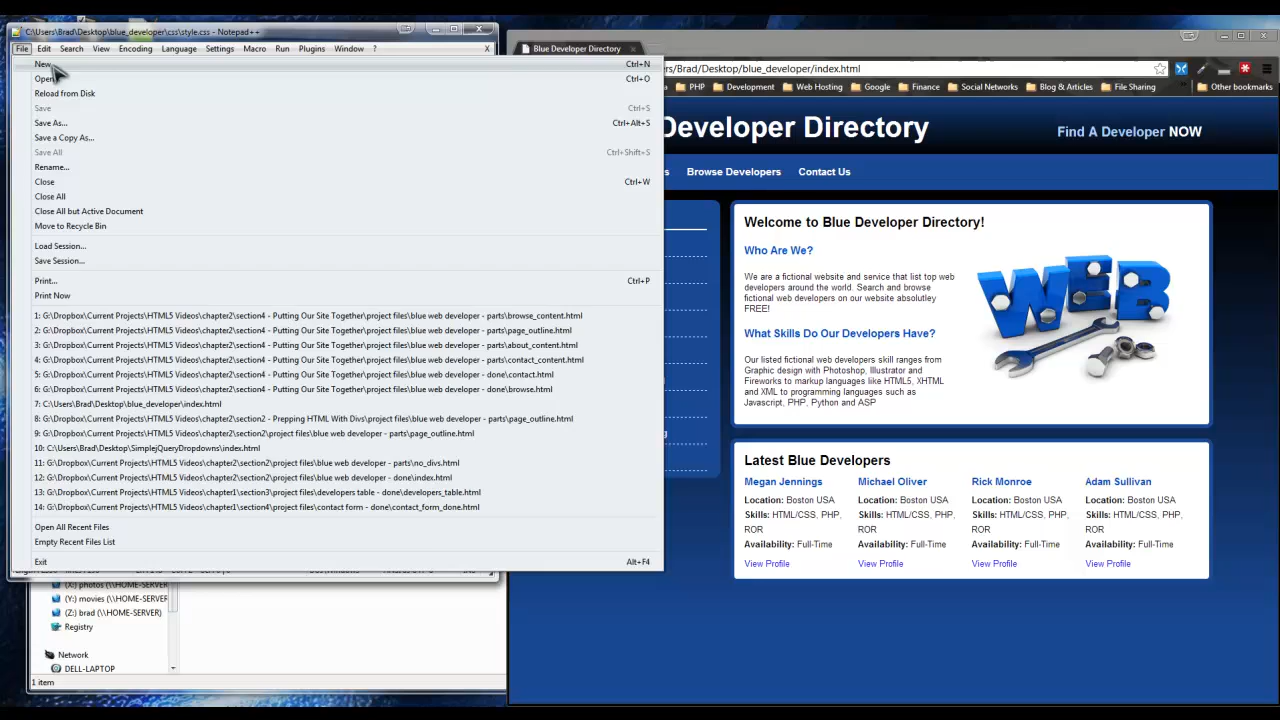 C:\Users\Brad\Desktop\blue_developer\css\style.css - Notepad++
File Edit Search View Encoding Language Settings Macro Run Plugins Window ? X
New Ctrl+N
Open Ctrl+O
Reload from Disk
Save Ctrl+S
Save As... Ctrl+Alt+S
Save a Copy As...
Save All Ctrl+Shift+S
Rename...
Close Ctrl+W
Close All
Close All but Active Document
Move to Recycle Bin
Load Session...
Save Session...
Print... Ctrl+P
Print Now
1: G:\Dropbox\Current Projects\HTML5 Videos\chapter2\section4 - Putting Our Site Together\project files\blue web developer - parts\browse_content.html
2: G:\Dropbox\Current Projects\HTML5 Videos\chapter2\section4 - Putting Our Site Together\project files\blue web developer - parts\page_outline.html
3: G:\Dropbox\Current Projects\HTML5 Videos\chapter2\section4 - Putting Our Site Together\project files\blue web developer - parts\about_content.html
4: G:\Dropbox\Current Projects\HTML5 Videos\chapter2\section4 - Putting Our Site Together\project files\blue web developer - parts\contact_content.html
5: G:\Dropbox\Current Projects\HTML5 Videos\chapter2\section4 - Putting Our Site Together\project files\blue web developer - done\contact.html
6: G:\Dropbox\Current Projects\HTML5 Videos\chapter2\section4 - Putting Our Site Together\project files\blue web developer - done\browse.html
7: C:\Users\Brad\Desktop\blue_developer\index.html
8: G:\Dropbox\Current Projects\HTML5 Videos\chapter2\section2 - Prepping HTML With Divs\project files\blue web developer - parts\page_outline.html
9: G:\Dropbox\Current Projects\HTML5 Videos\chapter2\section2\project files\blue web developer - parts\page_outline.html
10: C:\Users\Brad\Desktop\SimplejQueryDropdowns\index.html
11: G:\Dropbox\Current Projects\HTML5 Videos\chapter2\section2\project files\blue web developer - parts\no_divs.html
12: G:\Dropbox\Current Projects\HTML5 Videos\chapter2\section2\project files\blue web developer - done\index.html
13: G:\Dropbox\Current Projects\HTML5 Videos\chapter1\section3\project files\developers table - done\developers_table.html
14: G:\Dropbox\Current Projects\HTML5 Videos\chapter1\section4\project files\contact form - done\contact_form_done.html
Open All Recent Files
Empty Recent Files List
Exit Alt+F4
(X:) photos (\\HOME-SERVER
(Y:) movies (\\HOME-SERVER
(Z:) brad (\\HOME-SERVER)
Registry
Network
DELL-LAPTOP
1 item
Blue Developer Directory
rs/Brad/Desktop/blue_developer/index.html
PHP Development Web Hosting Google Finance Social Networks Blog & Articles File Sharing Other bookmarks
Developer Directory
Find A Developer NOW
s Browse Developers Contact Us
Welcome to Blue Developer Directory!
Who Are We?
We are a fictional website and service that list top web
developers around the world. Search and browse
fictional web developers on our website absolutley
FREE!
What Skills Do Our Developers Have?
Our listed fictional web developers skill ranges from
Graphic design with Photoshop, Illustrator and
Fireworks to markup languages like HTML5, XHTML
and XML to programming languages such as
Javascript, PHP, Python and ASP
WEB
Latest Blue Developers
Megan Jennings Michael Oliver Rick Monroe Adam Sullivan
Location: Boston USA Location: Boston USA Location: Boston USA Location: Boston USA
Skills: HTML/CSS, PHP, Skills: HTML/CSS, PHP, Skills: HTML/CSS, PHP, Skills: HTML/CSS, PHP,
ROR ROR ROR ROR
Availability: Full-Time Availability: Full-Time Availability: Full-Time Availability: Full-Time
View Profile View Profile View Profile View Profile